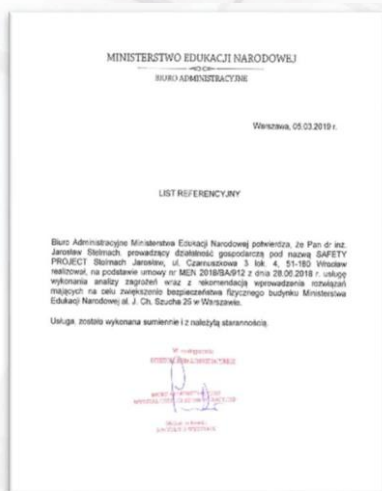 MINISTERSTWO EDUKACJI NARODOWEJ
BIURO ADMINISTRACYJNE
Warszawa, 05.03.2019 r.
LIST REFERENCYJNY
Biuro Administracyjne Ministerstwa Edukacji Narodowej potwierdza, że Pan dr inż.
Jarosław Stelmach, prowadzący działalność gospodarczą pod nazwą SAFETY
PROJECT Stelmach Jarosław, ul. Czarnuszkowa 3 lok. 4, 51-180 Wrocław
realizował, na podstawie umowy nr MEN 2018/BA/912 z dnia 28.06.2018 r. usługę
wykonania analizy zagrożeń wraz z rekomendacją wprowadzenia rozwiązań
mających na celu zwiększenie bezpieczeństwa fizycznego budynku Ministerstwa
Edukacji Narodowej al. J. Ch. Szucha 25 w Warszawie.
Usługa, została wykonana sumiennie i z należytą starannością.